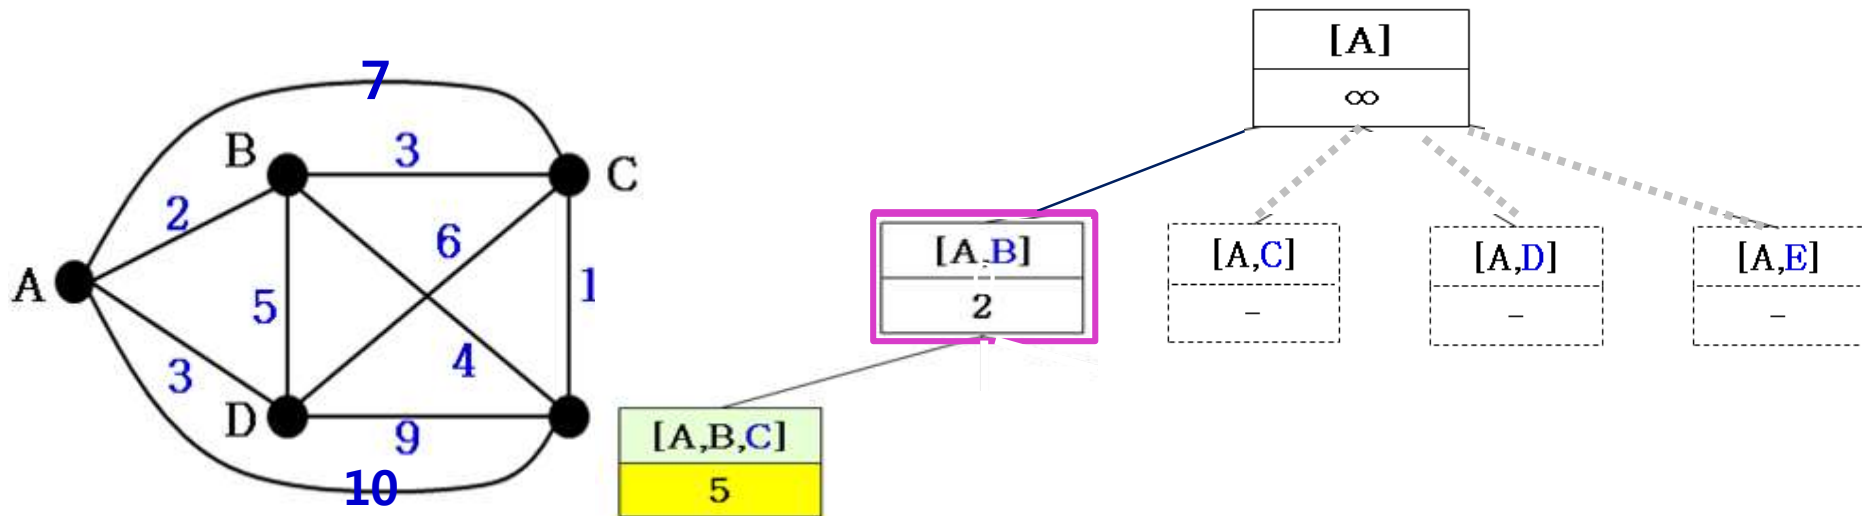 7
B
3
C
2
6
A
5
1
3
4
D
9
10
[A]
∞
[A,B]
2
[A,C]
–
[A,D]
–
[A,E]
–
[A,B,C]
5